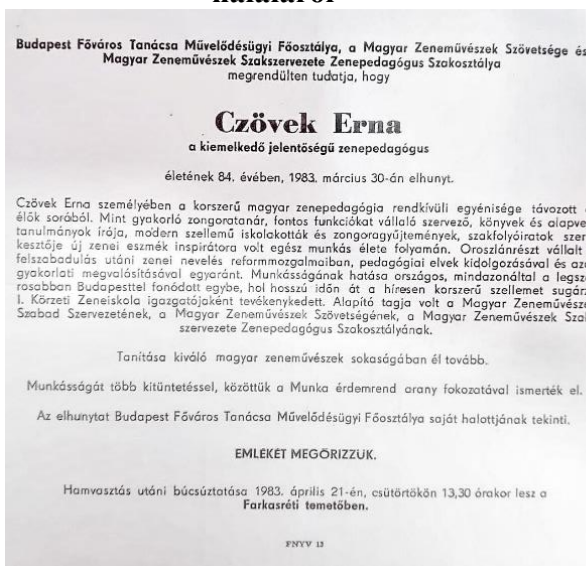 Budapest Főváros Tanácsa Művelődésügyi Főosztálya, a Magyar Zeneművészek Szövetsége és
Magyar Zeneművészek Szakszervezete Zenepedagógus Szakosztálya
megrendülten tudatja, hogy
Czövek Erna
a kiemelkedő jelentőségű zenepedagógus
életének 84. évében, 1983. március 30-án elhunyt.
Czövek Erna személyében a korszerű magyar zenepedagógia rendkívüli egyénisége távozott
élők sorából. Mint gyakorló zongoratanár, fontos funkciókat vállaló szervező, könyvek és alapve
tanulmányok írója, modern szellemű iskolakották és zongoragyűjtemények, szakfolyóiratok szer
kesztője új zenei eszmék inspirátora volt egész munkás élete folyamán. Oroszlánrészt vállalt
felszabadulás utáni zenei nevelés reformmozgalmaiban, pedagógiai elvek kidolgozásával és azo
gyakorlati megvalósításával egyaránt. Munkásságának hatása országos, mindazonáltal a legszo
rosabban Budapesttel fonódott egybe, hol hosszú időn át a híresen korszerű szellemet sugárz
I. Körzeti Zeneiskola igazgatójaként tevékenykedett. Alapító tagja volt a Magyar Zeneművésze
Szabad Szervezetének, a Magyar Zeneművészek Szövetségének, a Magyar Zeneművészek Szak
szervezete Zenepedagógus Szakosztályának.
Tanítása kiváló magyar zeneművészek sokaságában él tovább.
Munkásságát több kitüntetéssel, közöttük a Munka érdemrend arany fokozatával ismerték el.
Az elhunytat Budapest Főváros Tanácsa Művelődésügyi Főosztálya saját halottjának tekinti.
EMLÉKÉT MEGŐRIZZÜK.
Hamvasztás utáni búcsúztatása 1983. április 21-én, csütörtökön 13,30 órakor lesz a
Farkasréti temetőben.
FNYV 13